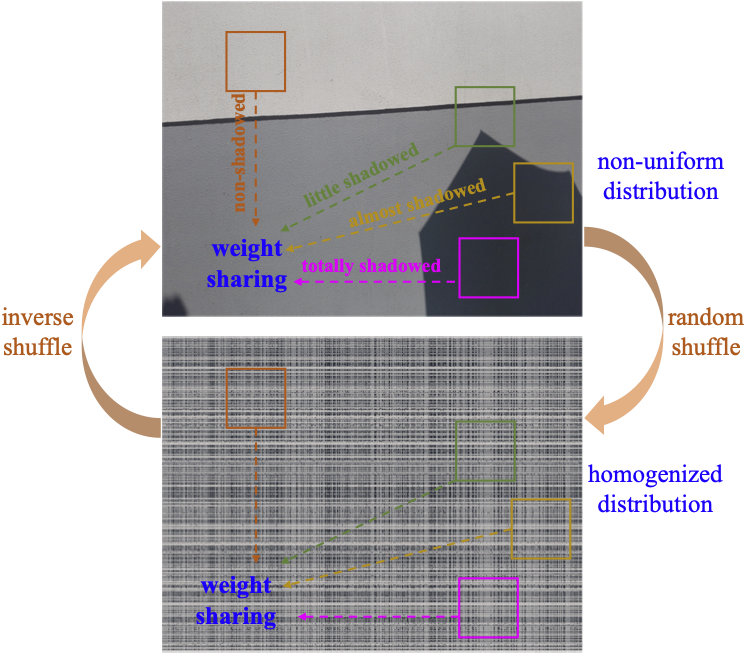 non-shadowed
little shadowed
almost shadowed
non-uniform
distribution
weight
sharing
totally shadowed
inverse
shuffle
random
shuffle
homogenized
distribution
weight
sharing